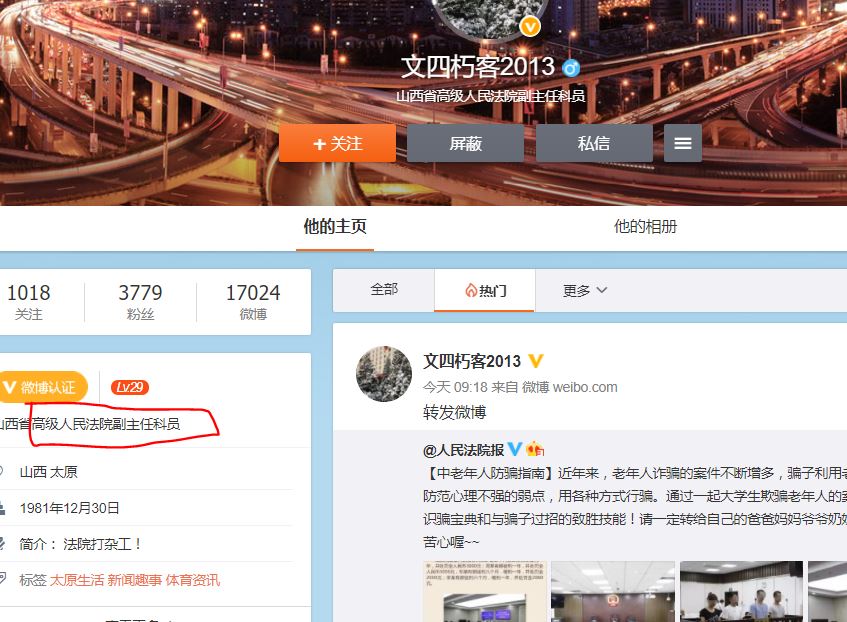 文四朽客2013
山西省高级人民法院副主任科员
+关注
屏蔽
私信
他的主页
他的相册
1018
关注
3779
粉丝
17024
微博
V 微博认证
Lv29
山西省高级人民法院副主任科员
山西 太原
1981年12月30日
简介： 法院打杂工！
标签 太原生活 新闻趣事 体育资讯
全部
热门
更多
文四朽客2013
今天 09:18 来自 微博 weibo.com
转发微博
@人民法院报
【中老年人防骗指南】近年来，老年人诈骗的案件不断增多，骗子利用老
防范心理不强的弱点，用各种方式行骗。通过一起大学生欺骗老年人的案
识骗宝典和与骗子过招的致胜技能！请一定转给自己的爸爸妈妈爷爷奶奶
苦心喔~~